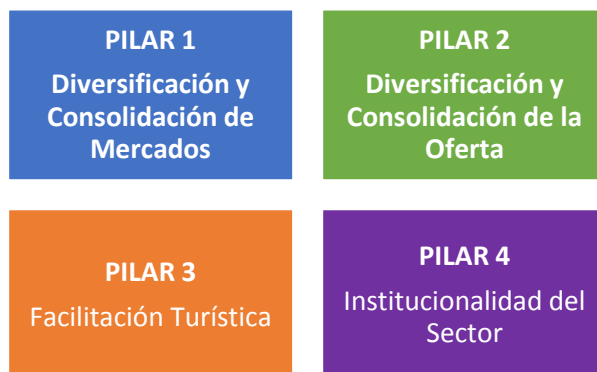 PILAR 1
Diversificación y
Consolidación de
Mercados
PILAR 2
Diversificación y
Consolidación de la
Oferta
PILAR 3
Facilitación Turística
PILAR 4
Institucionalidad del
Sector